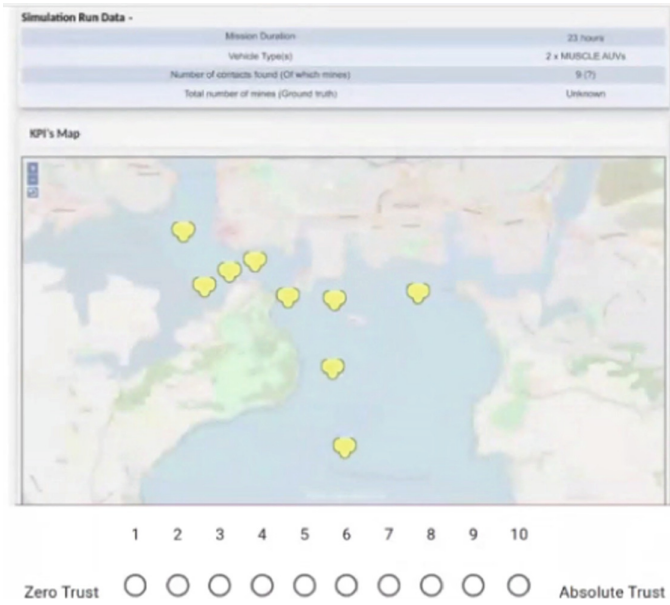 Simulation Run Data -
Mission Duration 23 hours
Vehicle Type(s) 2 x MUSCLE AUVs
Number of contacts found (Of which mines) 9 (7)
Total number of mines (Ground truth) Unknown
KPI's Map
1 2 3 4 5 6 7 8 9 10
Zero Trust Absolute Trust